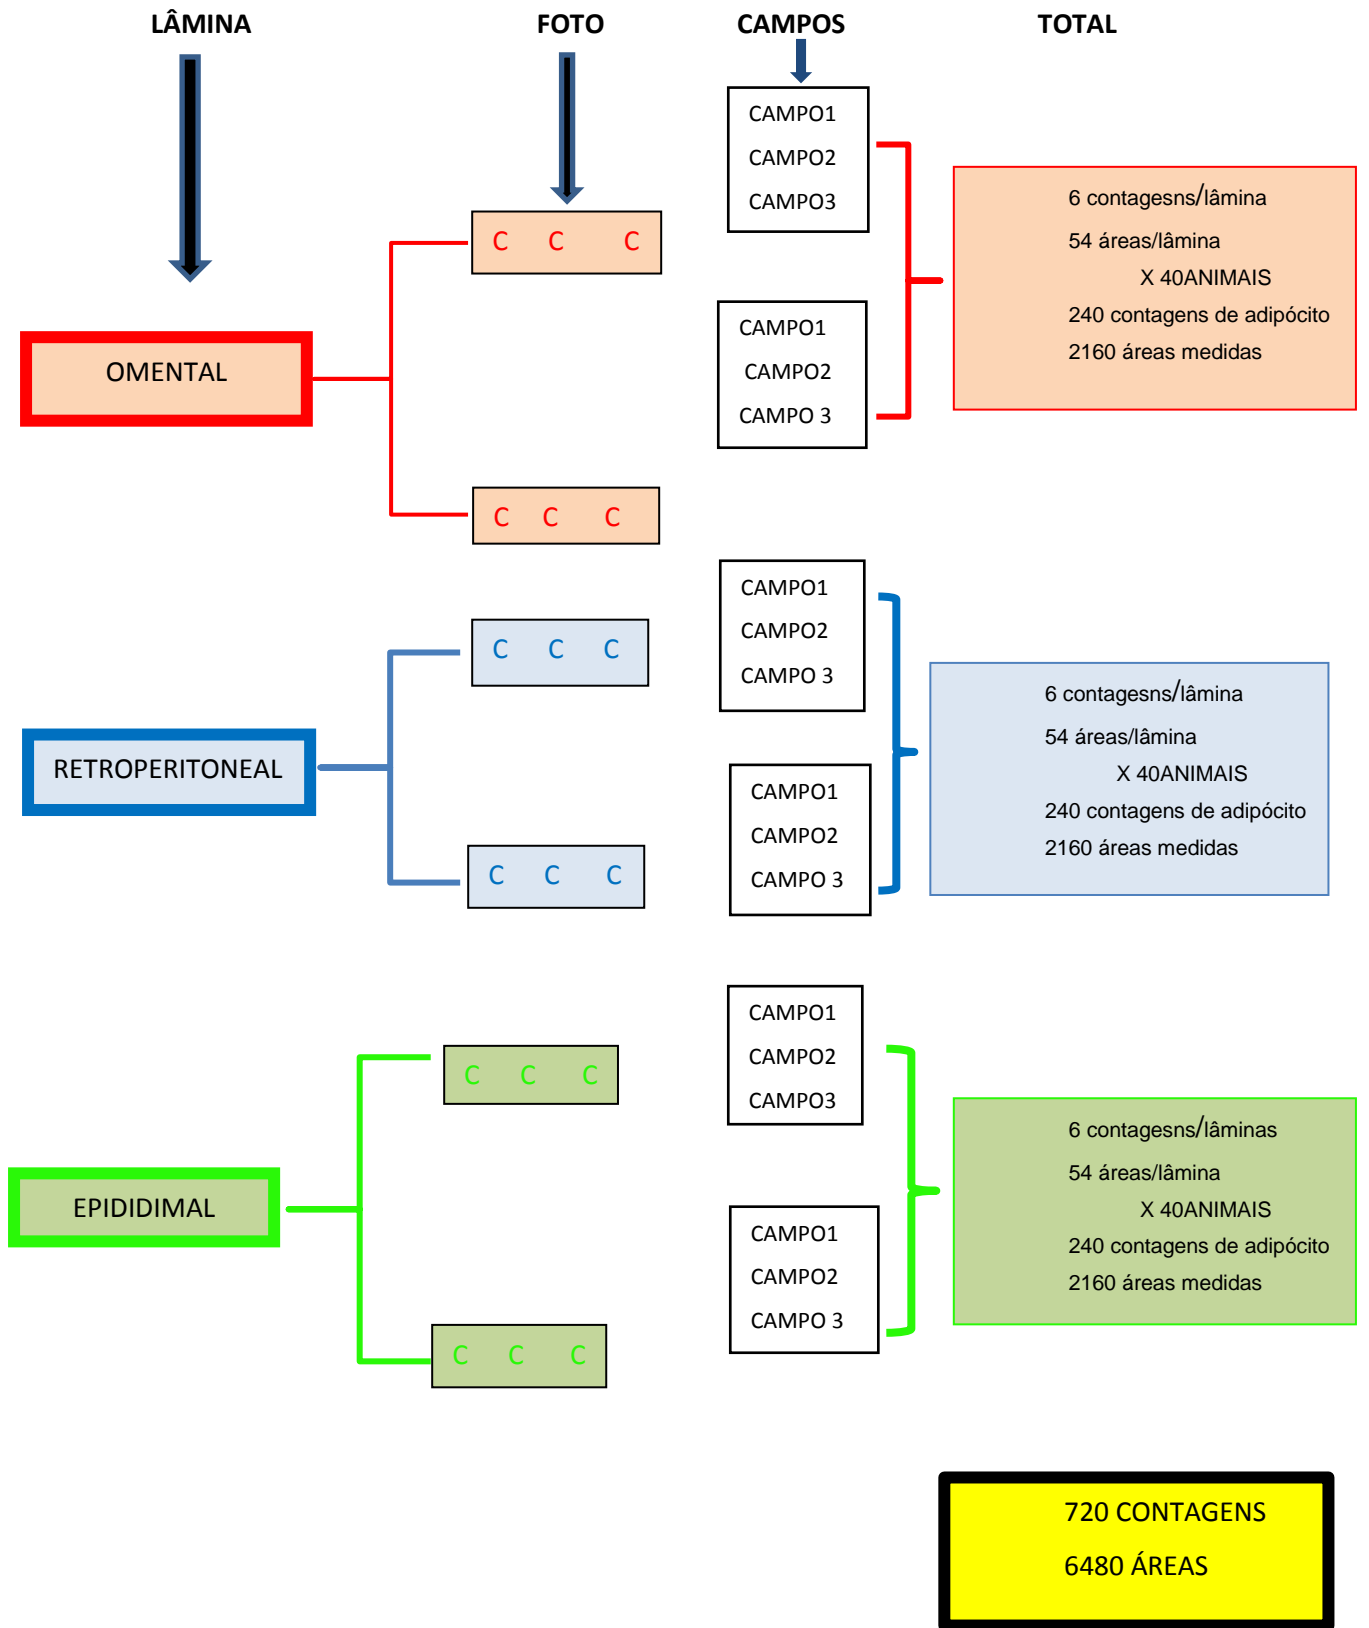 LÂMINA FOTO CAMPOS TOTAL
OMENTAL
C C C
C C C
CAMPO1
CAMPO2
CAMPO3
CAMPO1
CAMPO2
CAMPO 3
6 contagesns/lâmina
54 áreas/lâmina
X 40ANIMAIS
240 contagens de adipócito
2160 áreas medidas
RETROPERITONEAL
C C C
C C C
CAMPO1
CAMPO2
CAMPO 3
CAMPO1
CAMPO2
CAMPO 3
6 contagesns/lâmina
54 áreas/lâmina
X 40ANIMAIS
240 contagens de adipócito
2160 áreas medidas
EPIDIDIMAL
C C C
C C C
CAMPO1
CAMPO2
CAMPO3
CAMPO1
CAMPO2
CAMPO 3
6 contagesns/lâminas
54 áreas/lâmina
X 40ANIMAIS
240 contagens de adipócito
2160 áreas medidas
720 CONTAGENS
6480 ÁREAS